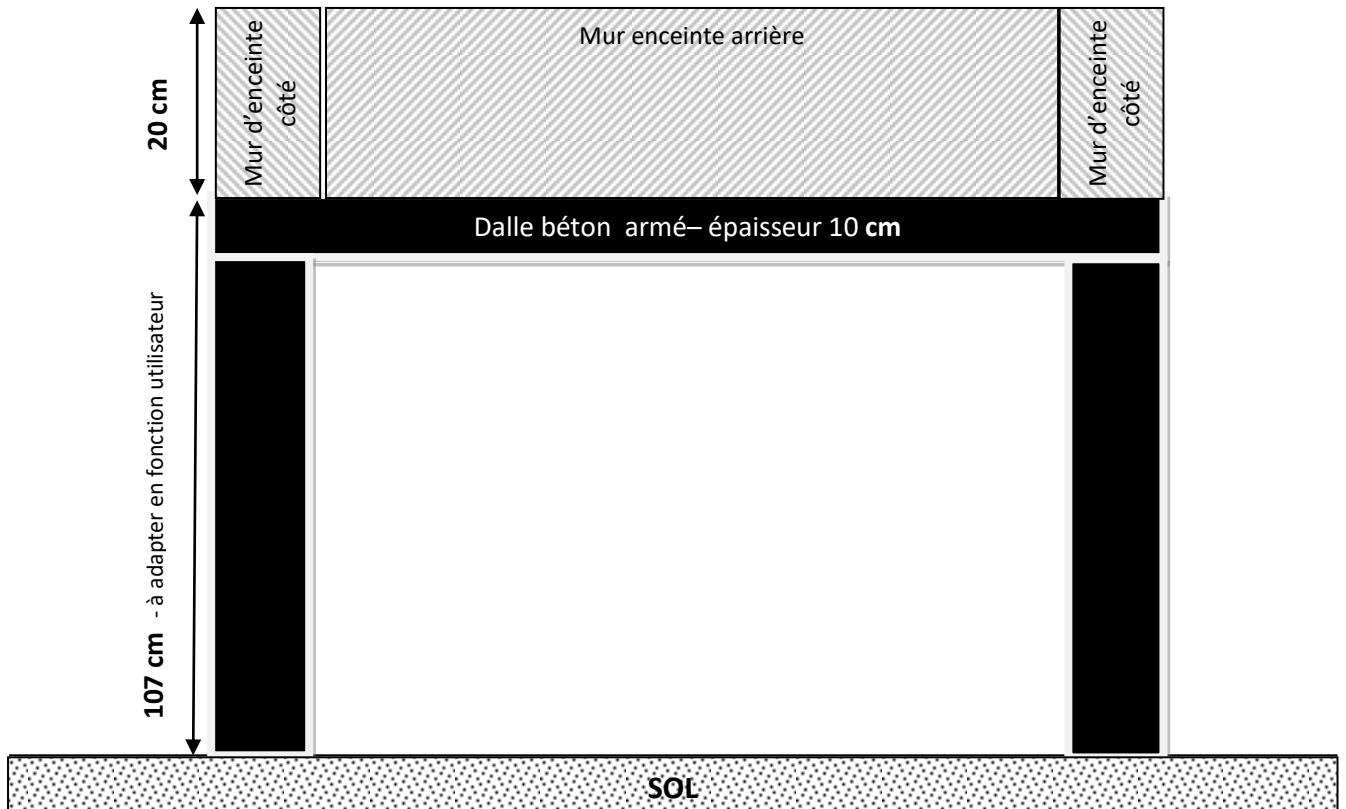 20 cm
Mur d'enceinte
côté
Mur enceinte arrière
Mur d'enceinte
côté
Dalle béton armé– épaisseur 10 cm
107 cm - à adapter en fonction utilisateur
SOL